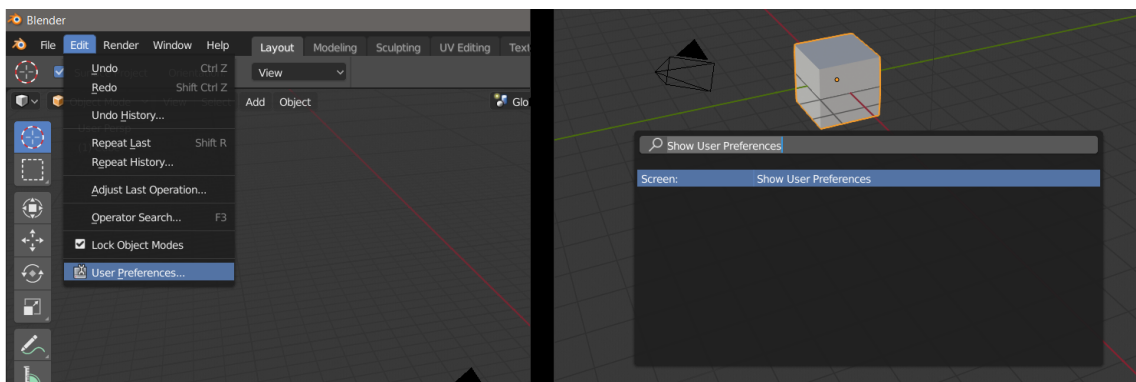 Blender
File Edit Render Window Help Layout Modeling Sculpting UV Editing Text
View
Add Object Glo
Undo Ctrl Z
Redo Shift Ctrl Z
Undo History...
Repeat Last Shift R
Repeat History...
Adjust Last Operation...
Operator Search... F3
Lock Object Modes
User Preferences...
Show User Preferences
Screen: Show User Preferences